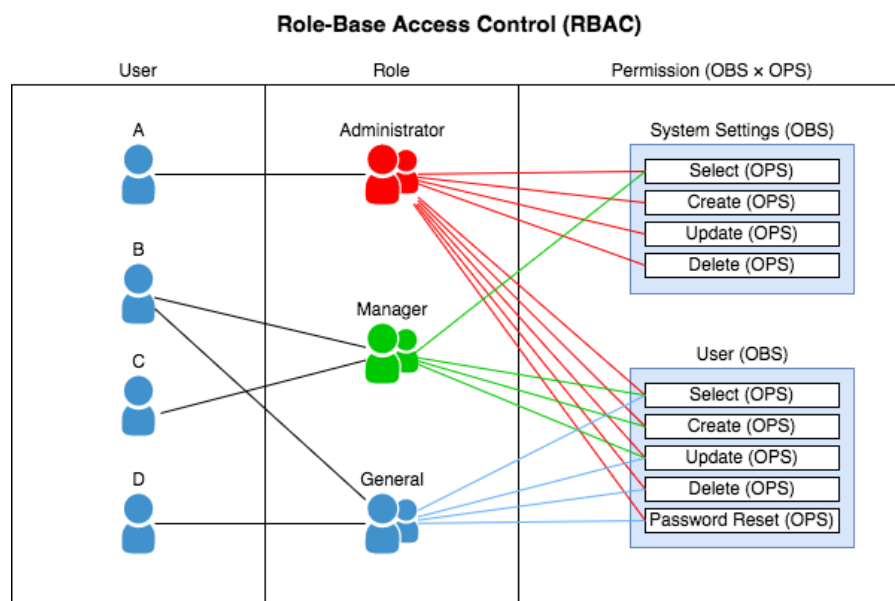 Role-Base Access Control (RBAC)
User
Role
Permission (OBS × OPS)
A
Administrator
System Settings (OBS)
Select (OPS)
Create (OPS)
Update (OPS)
Delete (OPS)
B
Manager
C
User (OBS)
Select (OPS)
Create (OPS)
Update (OPS)
Delete (OPS)
Password Reset (OPS)
D
General